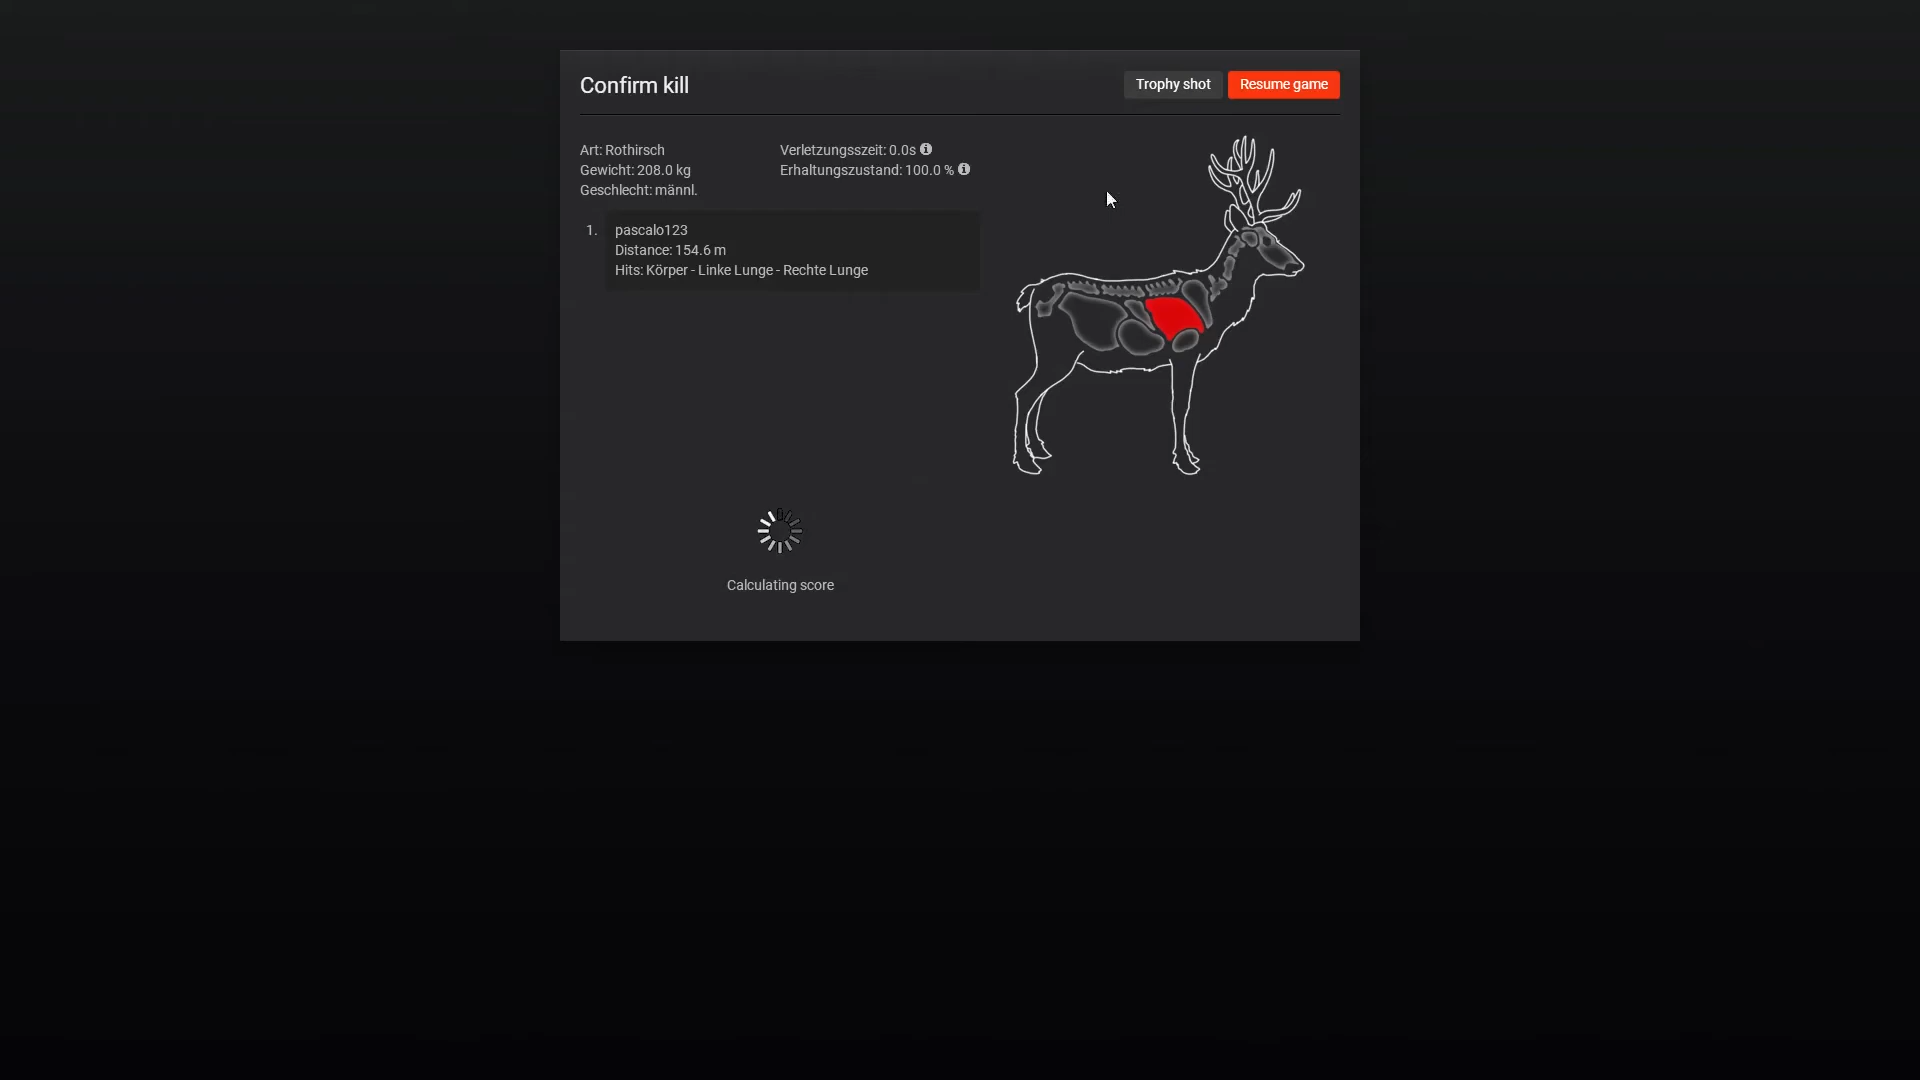 Confirm kill
Trophy shot
Resume game
Art: Rothirsch
Gewicht: 208.0 kg
Geschlecht: männl.
Verletzungsszeit: 0.0s
Erhaltungszustand: 100.0 %
1. pascalo123
Distance: 154.6 m
Hits: Körper - Linke Lunge - Rechte Lunge
Calculating score